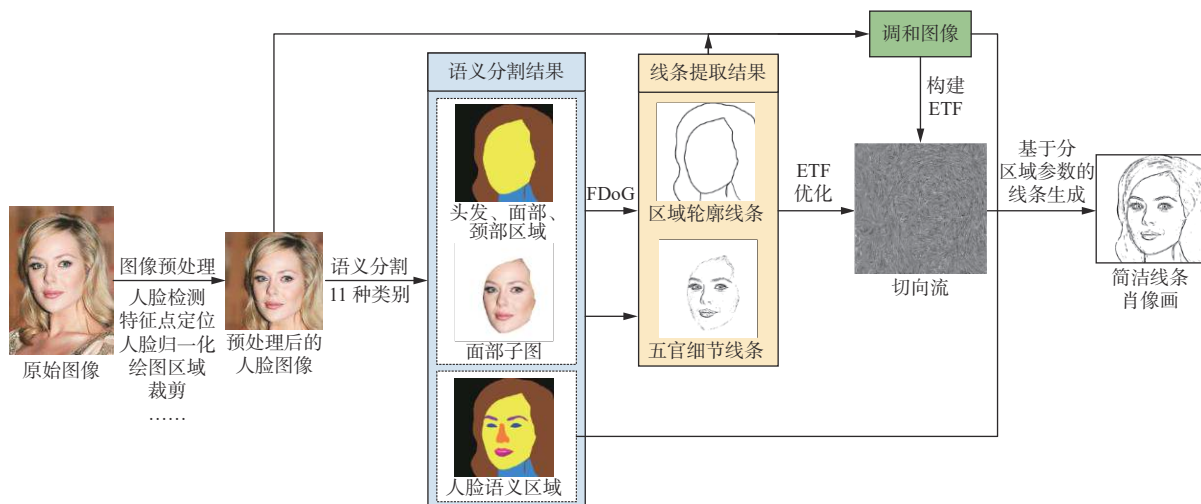 原始图像
图像预处理
人脸检测
特征点定位
人脸归一化
绘图区域
裁剪
……
预处理后的
人脸图像
语义分割
11 种类别
语义分割结果
头发、面部、
颈部区域
面部子图
人脸语义区域
FDoG
线条提取结果
区域轮廓线条
五官细节线条
ETF
优化
调和图像
构建
ETF
切向流
基于分
区域参数的
线条生成
简洁线条
肖像画